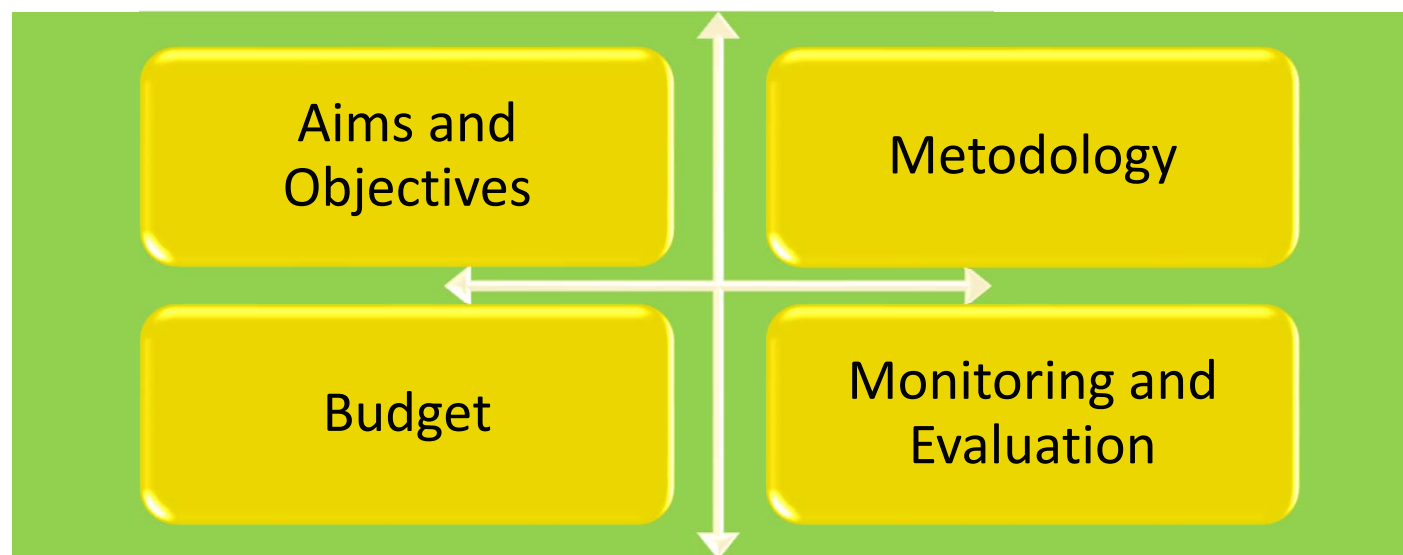 Aims and
Objectives
Metodology
Budget
Monitoring and
Evaluation